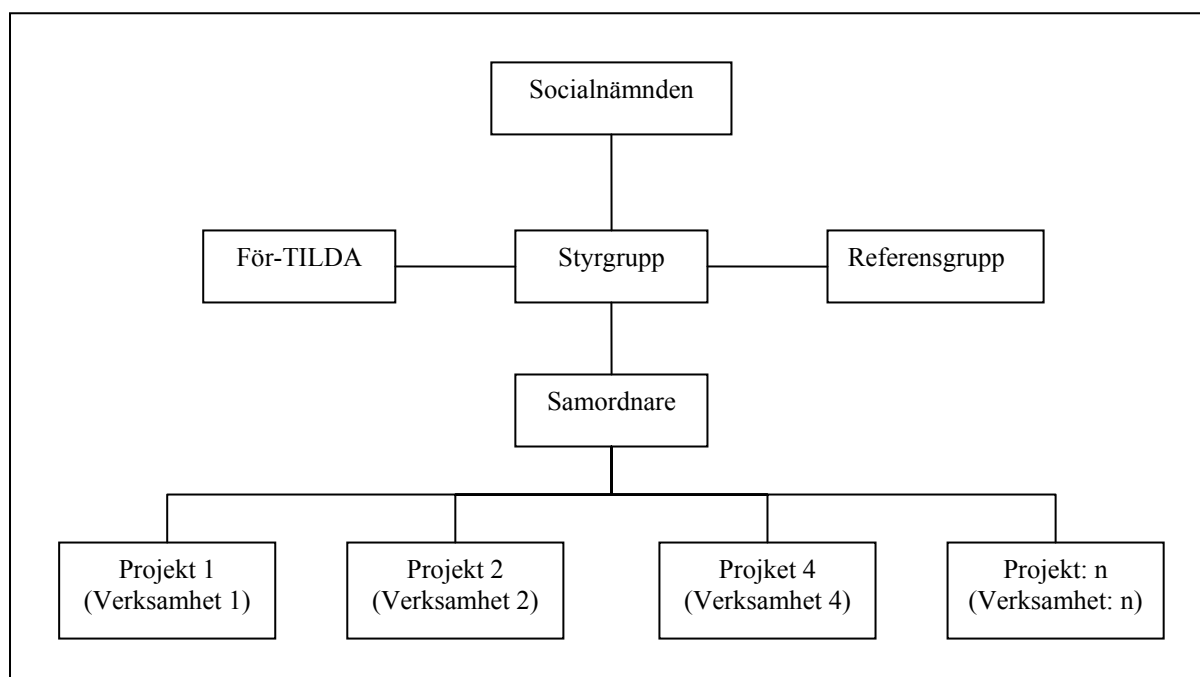 Socialnämnden
För-TILDA
Styrgrupp
Referensgrupp
Samordnare
Projekt 1
(Verksamhet 1)
Projekt 2
(Verksamhet 2)
Projket 4
(Verksamhet 4)
Projekt: n
(Verksamhet: n)